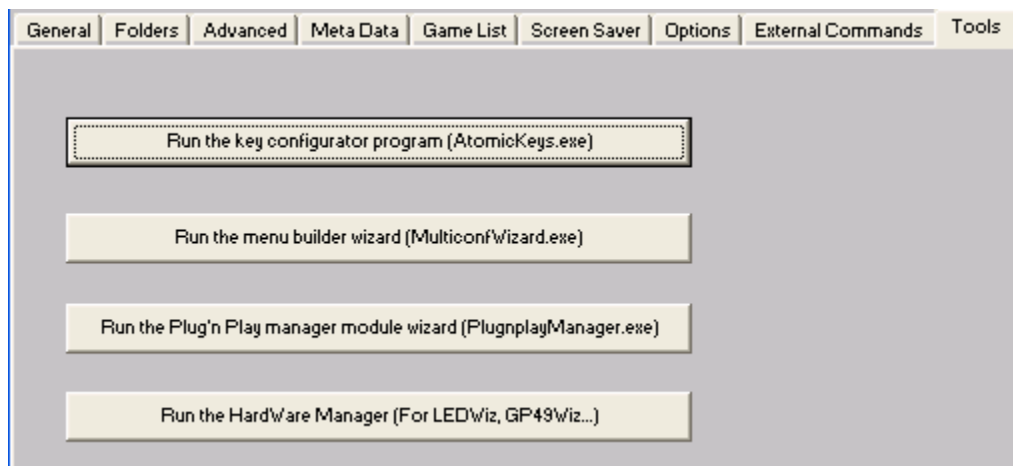 General Folders Advanced Meta Data Game List Screen Saver Options External Commands Tools
Run the key configurator program (AtomicKeys.exe)
Run the menu builder wizard (MulticonfWizard.exe)
Run the Plug'n Play manager module wizard (PlugnplayManager.exe)
Run the HardWare Manager (For LEDWiz, GP49Wiz...)